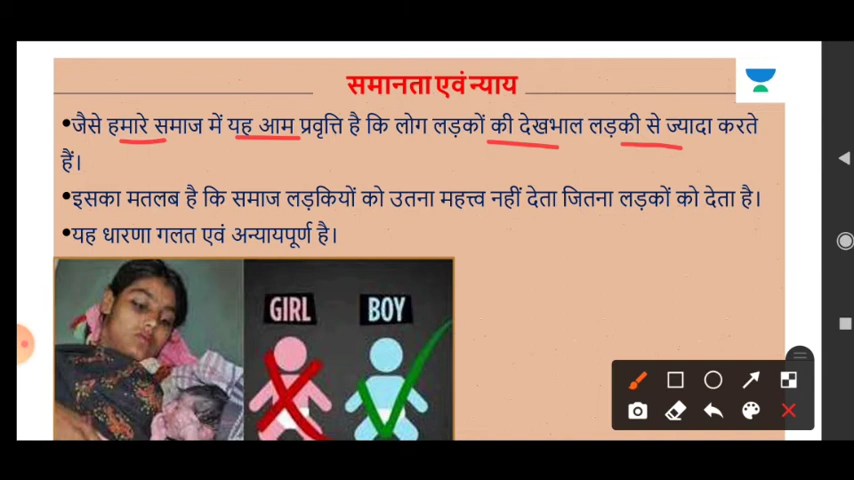 समानता एवं न्याय
•जैसे हमारे समाज में यह आम प्रवृत्ति है कि लोग लड़कों की देखभाल लड़की से ज्यादा करते
हैं।
•इसका मतलब है कि समाज लड़कियों को उतना महत्त्व नहीं देता जितना लड़कों को देता है।
•यह धारणा गलत एवं अन्यायपूर्ण है।
GIRL BOY